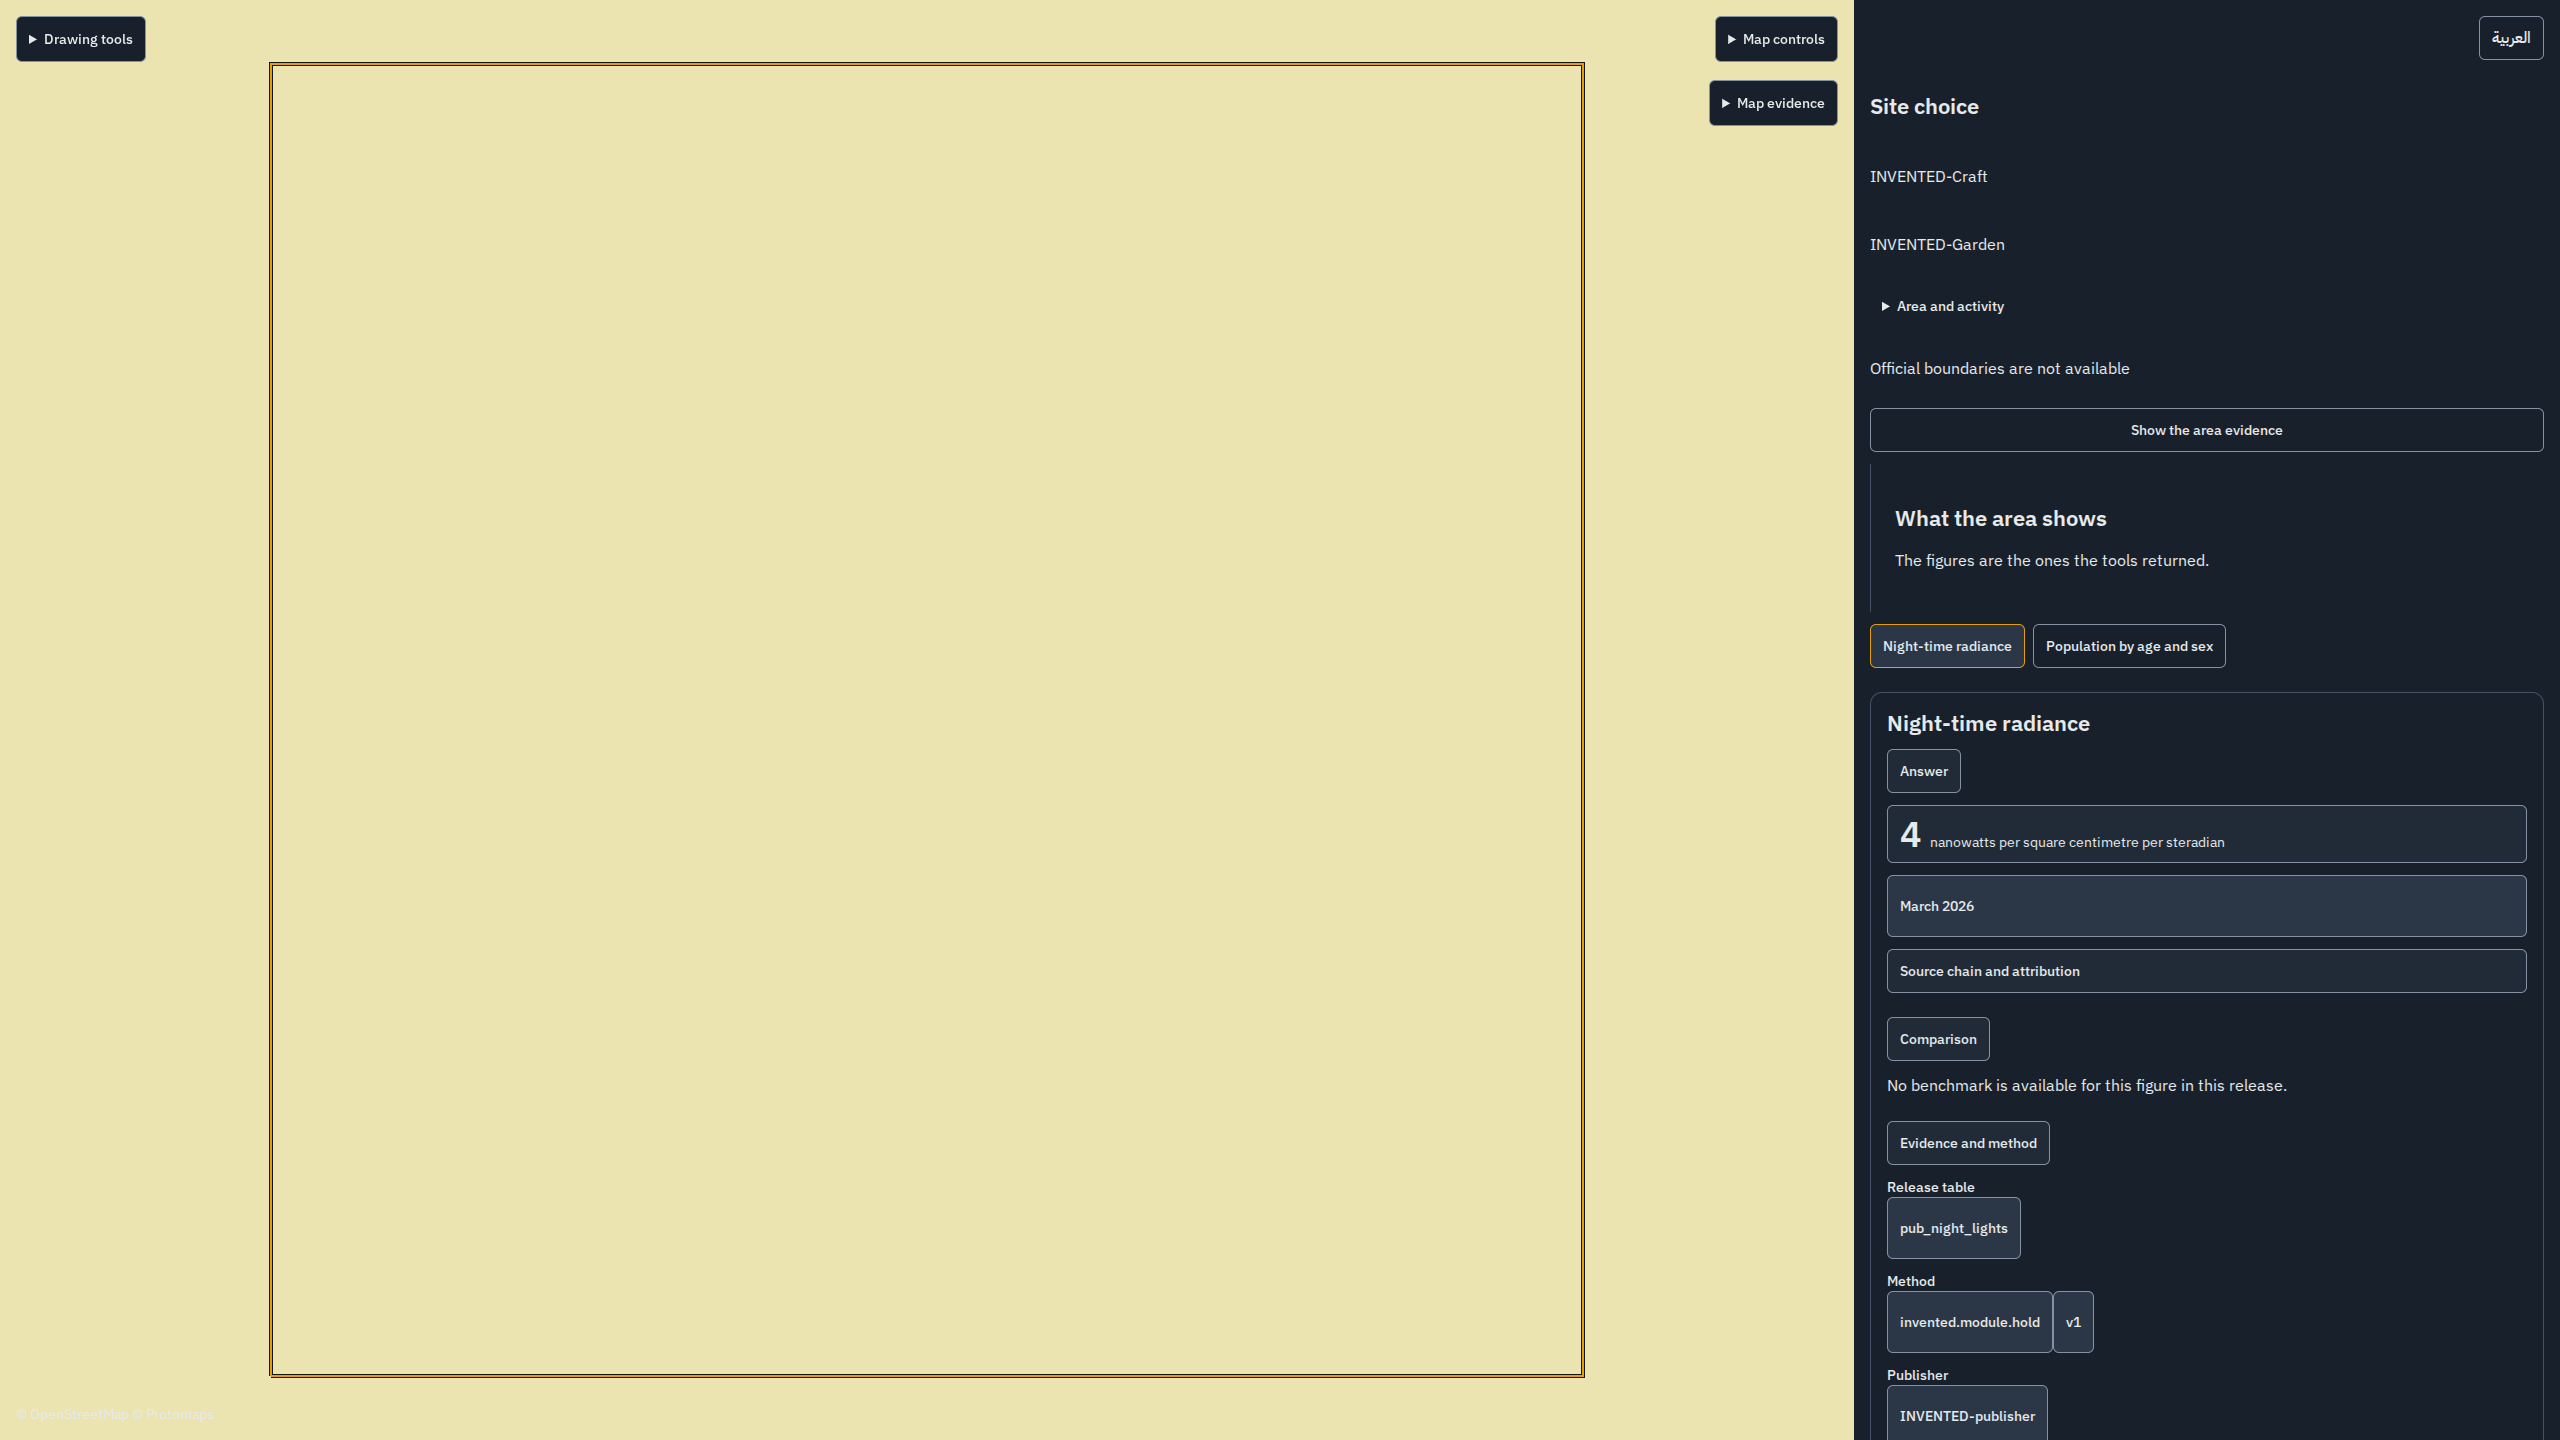 Drawing tools
Map controls
Map evidence
© OpenStreetMap © Protomaps
العربية
Site choice
INVENTED-Craft
INVENTED-Garden
Area and activity
Official boundaries are not available
Show the area evidence
What the area shows
The figures are the ones the tools returned.
Night-time radiance
Population by age and sex
Night-time radiance
Answer
4 nanowatts per square centimetre per steradian
March 2026
Source chain and attribution
Comparison
No benchmark is available for this figure in this release.
Evidence and method
Release table
pub_night_lights
Method
invented.module.hold v1
Publisher
INVENTED-publisher